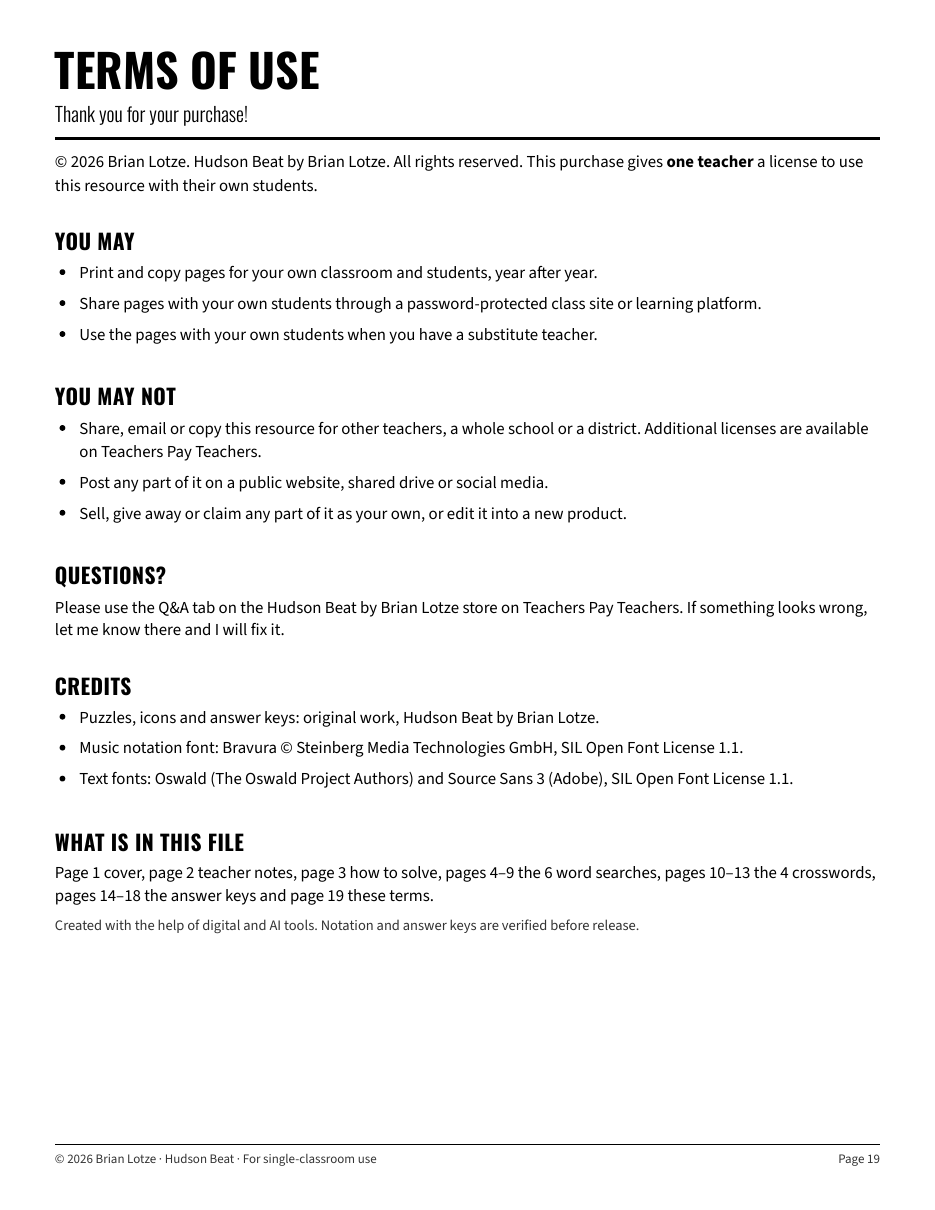 TERMS OF USE
Thank you for your purchase!
© 2026 Brian Lotze. Hudson Beat by Brian Lotze. All rights reserved. This purchase gives one teacher a license to use
this resource with their own students.
YOU MAY
• Print and copy pages for your own classroom and students, year after year.
• Share pages with your own students through a password-protected class site or learning platform.
• Use the pages with your own students when you have a substitute teacher.
YOU MAY NOT
• Share, email or copy this resource for other teachers, a whole school or a district. Additional licenses are available
on Teachers Pay Teachers.
• Post any part of it on a public website, shared drive or social media.
• Sell, give away or claim any part of it as your own, or edit it into a new product.
QUESTIONS?
Please use the Q&A tab on the Hudson Beat by Brian Lotze store on Teachers Pay Teachers. If something looks wrong,
let me know there and I will fix it.
CREDITS
• Puzzles, icons and answer keys: original work, Hudson Beat by Brian Lotze.
• Music notation font: Bravura © Steinberg Media Technologies GmbH, SIL Open Font License 1.1.
• Text fonts: Oswald (The Oswald Project Authors) and Source Sans 3 (Adobe), SIL Open Font License 1.1.
WHAT IS IN THIS FILE
Page 1 cover, page 2 teacher notes, page 3 how to solve, pages 4–9 the 6 word searches, pages 10–13 the 4 crosswords,
pages 14–18 the answer keys and page 19 these terms.
Created with the help of digital and AI tools. Notation and answer keys are verified before release.
© 2026 Brian Lotze · Hudson Beat · For single-classroom use
Page 19